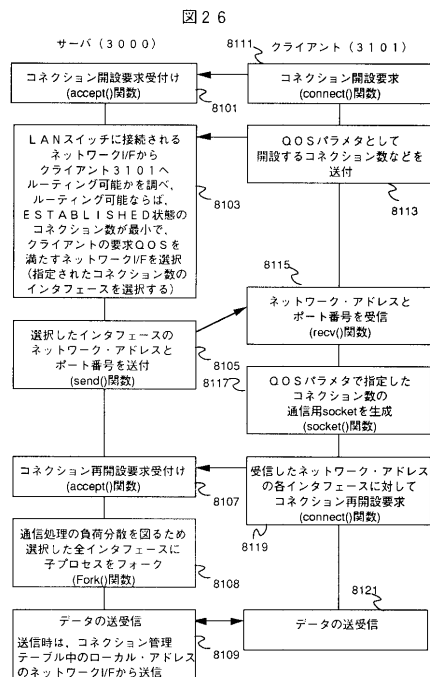 図26
サーバ(3000)
8111
クライアント(3101)
コネクション開設要求受付け
(accept()関数)
8101
コネクション開設要求
(connect()関数)
LANスイッチに接続される
ネットワークI/Fから
クライアント3101へ
ルーティング可能かを調べ、
ルーティング可能ならば、
ESTABLISHED状態の
コネクション数が最小で、
クライアントの要求QOSを
満たすネットワークI/Fを選択
(指定されたコネクション数の
インタフェースを選択する)
8103
QOSパラメタとして
開設するコネクション数などを
送付
8113
8115
ネットワーク・アドレスと
ポート番号を受信
(recv()関数)
選択したインタフェースの
ネットワーク・アドレスと
ポート番号を送付
(send()関数)
8105
8117
QOSパラメタで指定した
コネクション数の
通信用socketを生成
(socket()関数)
コネクション再開設要求受付け
(accept()関数)
8107
受信したネットワーク・アドレス
の各インタフェースに対して
コネクション再開設要求
(connect()関数)
8119
通信処理の負荷分散を図るため
選択した全インタフェースに
子プロセスをフォーク
(Fork()関数)
8108
8121
データの送受信
送信時は、コネクション管理
テーブル中のローカル・アドレス
のネットワークI/Fから送信
8109
データの送受信